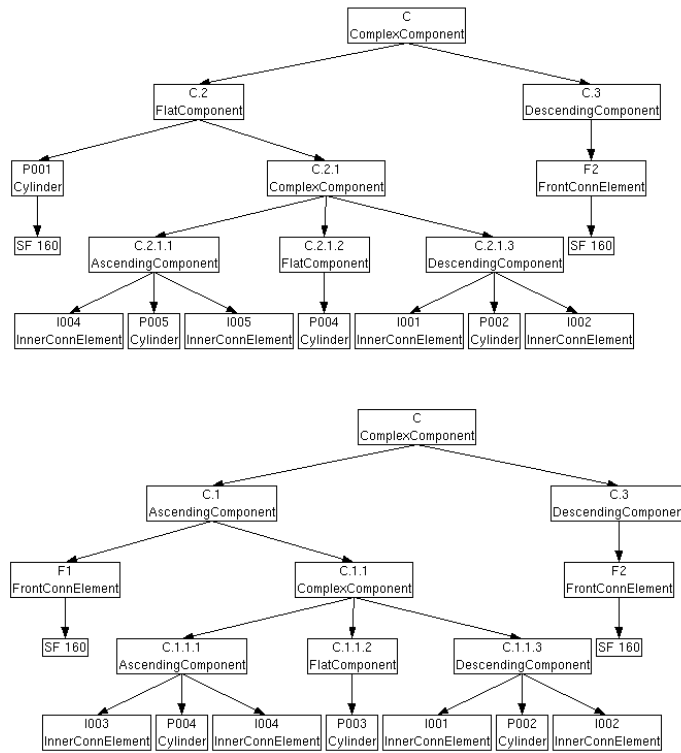 C
ComplexComponent
C.2
FlatComponent
C.3
DescendingComponent
P001
Cylinder
C.2.1
ComplexComponent
F2
FrontConnElement
SF 160
C.2.1.1
AscendingComponent
C.2.1.2
FlatComponent
C.2.1.3
DescendingComponent
SF 160
I004
InnerConnElement
P005
Cylinder
I005
InnerConnElement
P004
Cylinder
I001
InnerConnElement
P002
Cylinder
I002
InnerConnElement
C
ComplexComponent
C.1
AscendingComponent
C.3
DescendingComponent
F1
FrontConnElement
C.1.1
ComplexComponent
F2
FrontConnElement
SF 160
C.1.1.1
AscendingComponent
C.1.1.2
FlatComponent
C.1.1.3
DescendingComponent
SF 160
I003
InnerConnElement
P004
Cylinder
I004
InnerConnElement
P003
Cylinder
I001
InnerConnElement
P002
Cylinder
I002
InnerConnElement